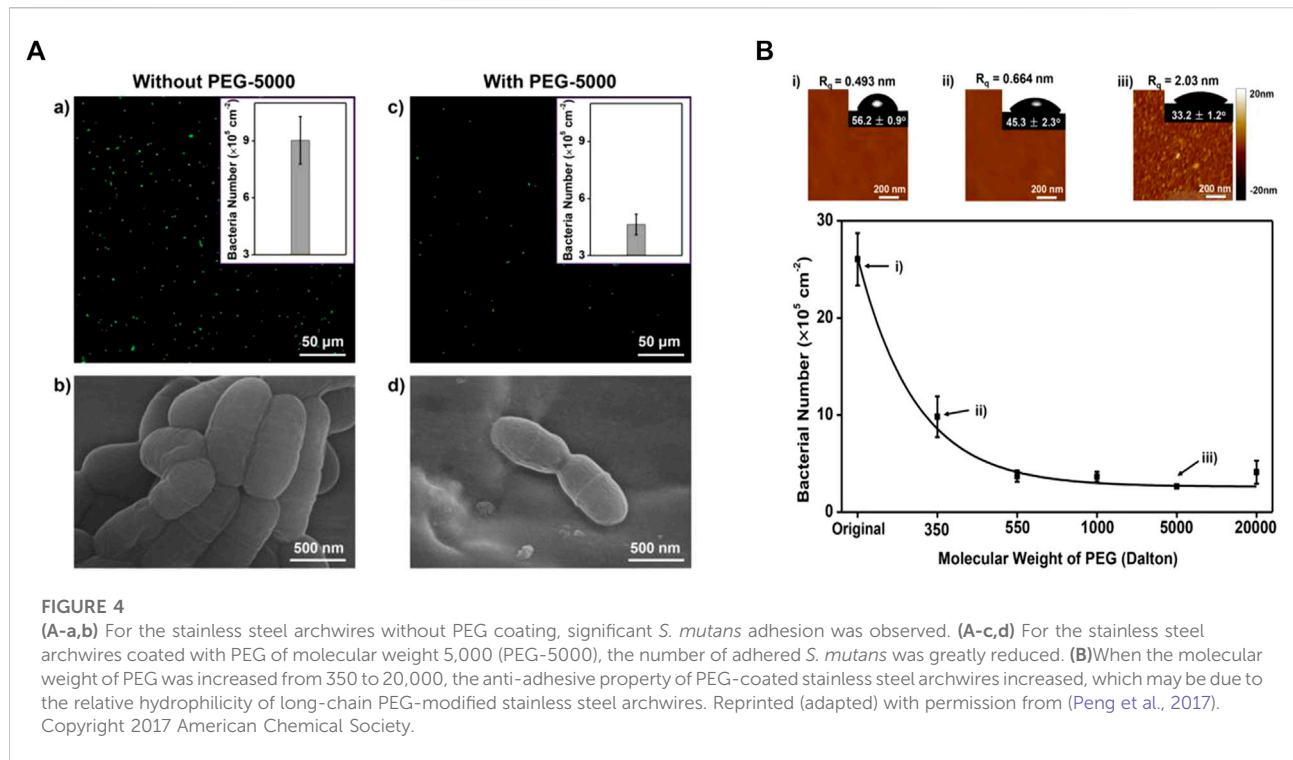 A
Without PEG-5000
With PEG-5000
a)
Bacteria Number (×10⁵ cm⁻²)
9
6
3
50 µm
c)
Bacteria Number (×10⁵ cm⁻²)
9
6
3
50 µm
b)
500 nm
d)
500 nm
B
i) Rq = 0.493 nm
56.2 ± 0.9°
200 nm
ii) Rq = 0.664 nm
45.3 ± 2.3°
200 nm
iii) Rq = 2.03 nm
33.2 ± 1.2°
200 nm
20nm
-20nm
Bacterial Number (×10⁵ cm⁻²)
30
20
10
0
i)
ii)
iii)
Original 350 550 1000 5000 20000
Molecular Weight of PEG (Dalton)
FIGURE 4
(A-a,b) For the stainless steel archwires without PEG coating, significant S. mutans adhesion was observed. (A-c,d) For the stainless steel
archwires coated with PEG of molecular weight 5,000 (PEG-5000), the number of adhered S. mutans was greatly reduced. (B)When the molecular
weight of PEG was increased from 350 to 20,000, the anti-adhesive property of PEG-coated stainless steel archwires increased, which may be due to
the relative hydrophilicity of long-chain PEG-modified stainless steel archwires. Reprinted (adapted) with permission from (Peng et al., 2017).
Copyright 2017 American Chemical Society.